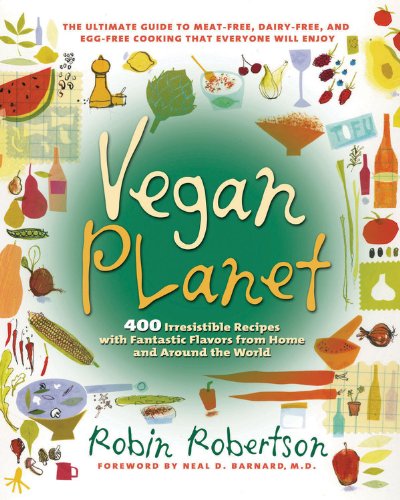 THE ULTIMATE GUIDE TO MEAT-FREE, DAIRY-FREE, AND
EGG-FREE COOKING THAT EVERYONE WILL ENJOY
TOFU
Vegan
PLanet
400 Irresistible Recipes
with Fantastic Flavors from Home
and Around the World
Robin Robertson
FOREWORD BY NEAL D. BARNARD, M.D.